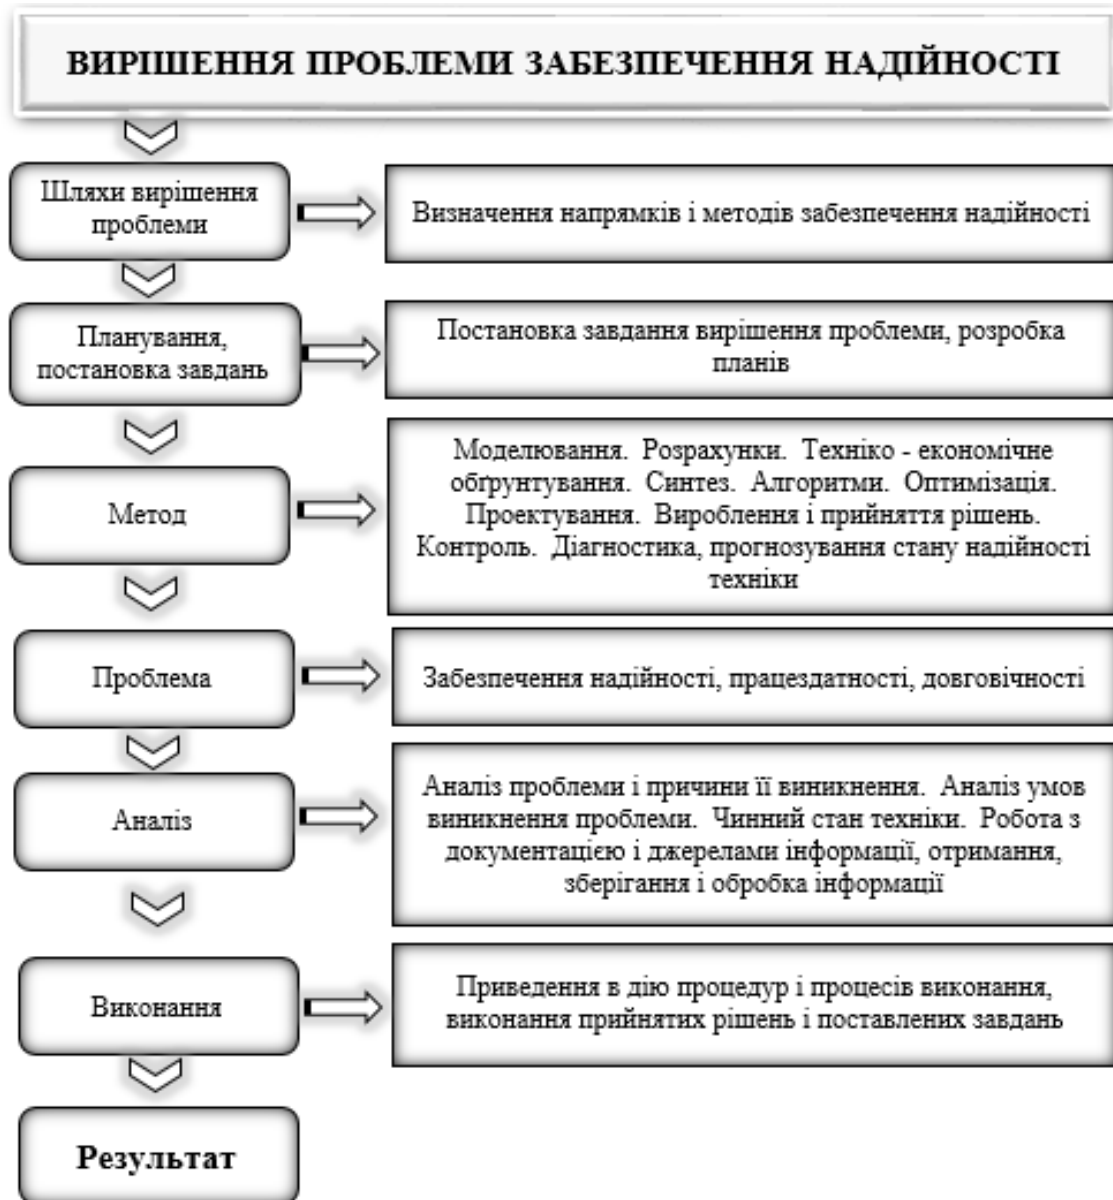 ВИРІШЕННЯ ПРОБЛЕМИ ЗАБЕЗПЕЧЕННЯ НАДІЙНОСТІ
Шляхи вирішення
проблеми
Визначення напрямків і методів забезпечення надійності
Планування,
постановка завдань
Постановка завдання вирішення проблеми, розробка
планів
Метод
Моделювання. Розрахунки. Техніко - економічне
обґрунтування. Синтез. Алгоритми. Оптимізація.
Проектування. Вироблення і прийняття рішень.
Контроль. Діагностика, прогнозування стану надійності
техніки
Проблема
Забезпечення надійності, працездатності, довговічності
Аналіз
Аналіз проблеми і причини її виникнення. Аналіз умов
виникнення проблеми. Чинний стан техніки. Робота з
документацією і джерелами інформації, отримання,
зберігання і обробка інформації
Виконання
Приведення в дію процедур і процесів виконання,
виконання прийнятих рішень і поставлених завдань
Результат